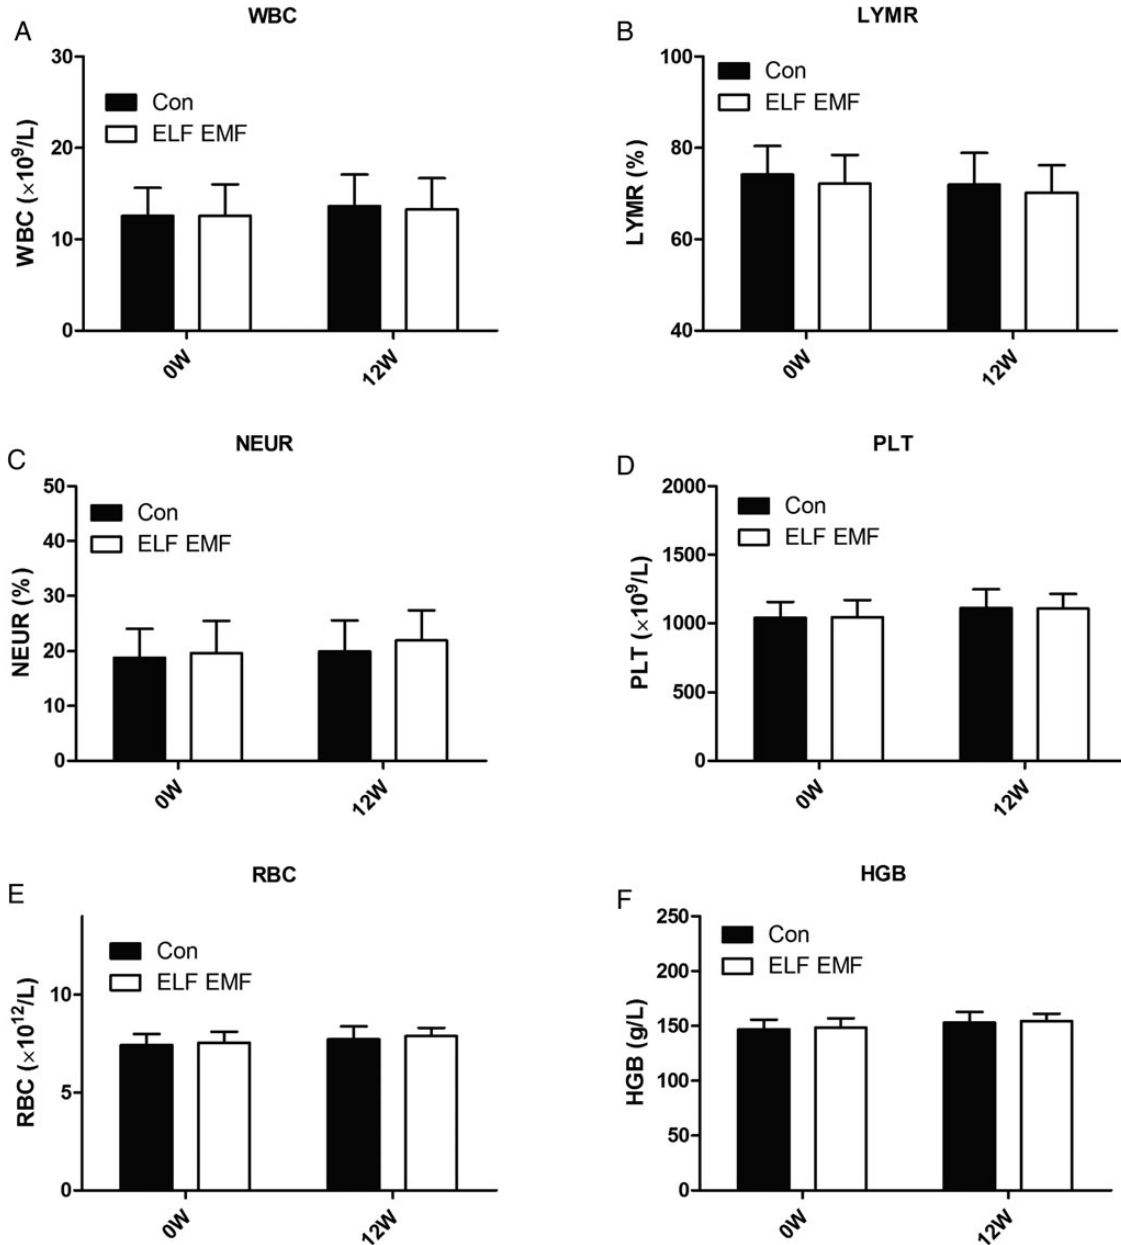 A
WBC
WBC (×10⁹/L)
30
20
10
0
Con
ELF EMF
0W
12W
B
LYMR
LYMR (%)
100
80
60
40
Con
ELF EMF
0W
12W
C
NEUR
NEUR (%)
50
40
30
20
10
0
Con
ELF EMF
0W
12W
D
PLT
PLT (×10⁹/L)
2000
1500
1000
500
0
Con
ELF EMF
0W
12W
E
RBC
RBC (×10¹²/L)
10
5
0
Con
ELF EMF
0W
12W
F
HGB
HGB (g/L)
250
200
150
100
50
0
Con
ELF EMF
0W
12W